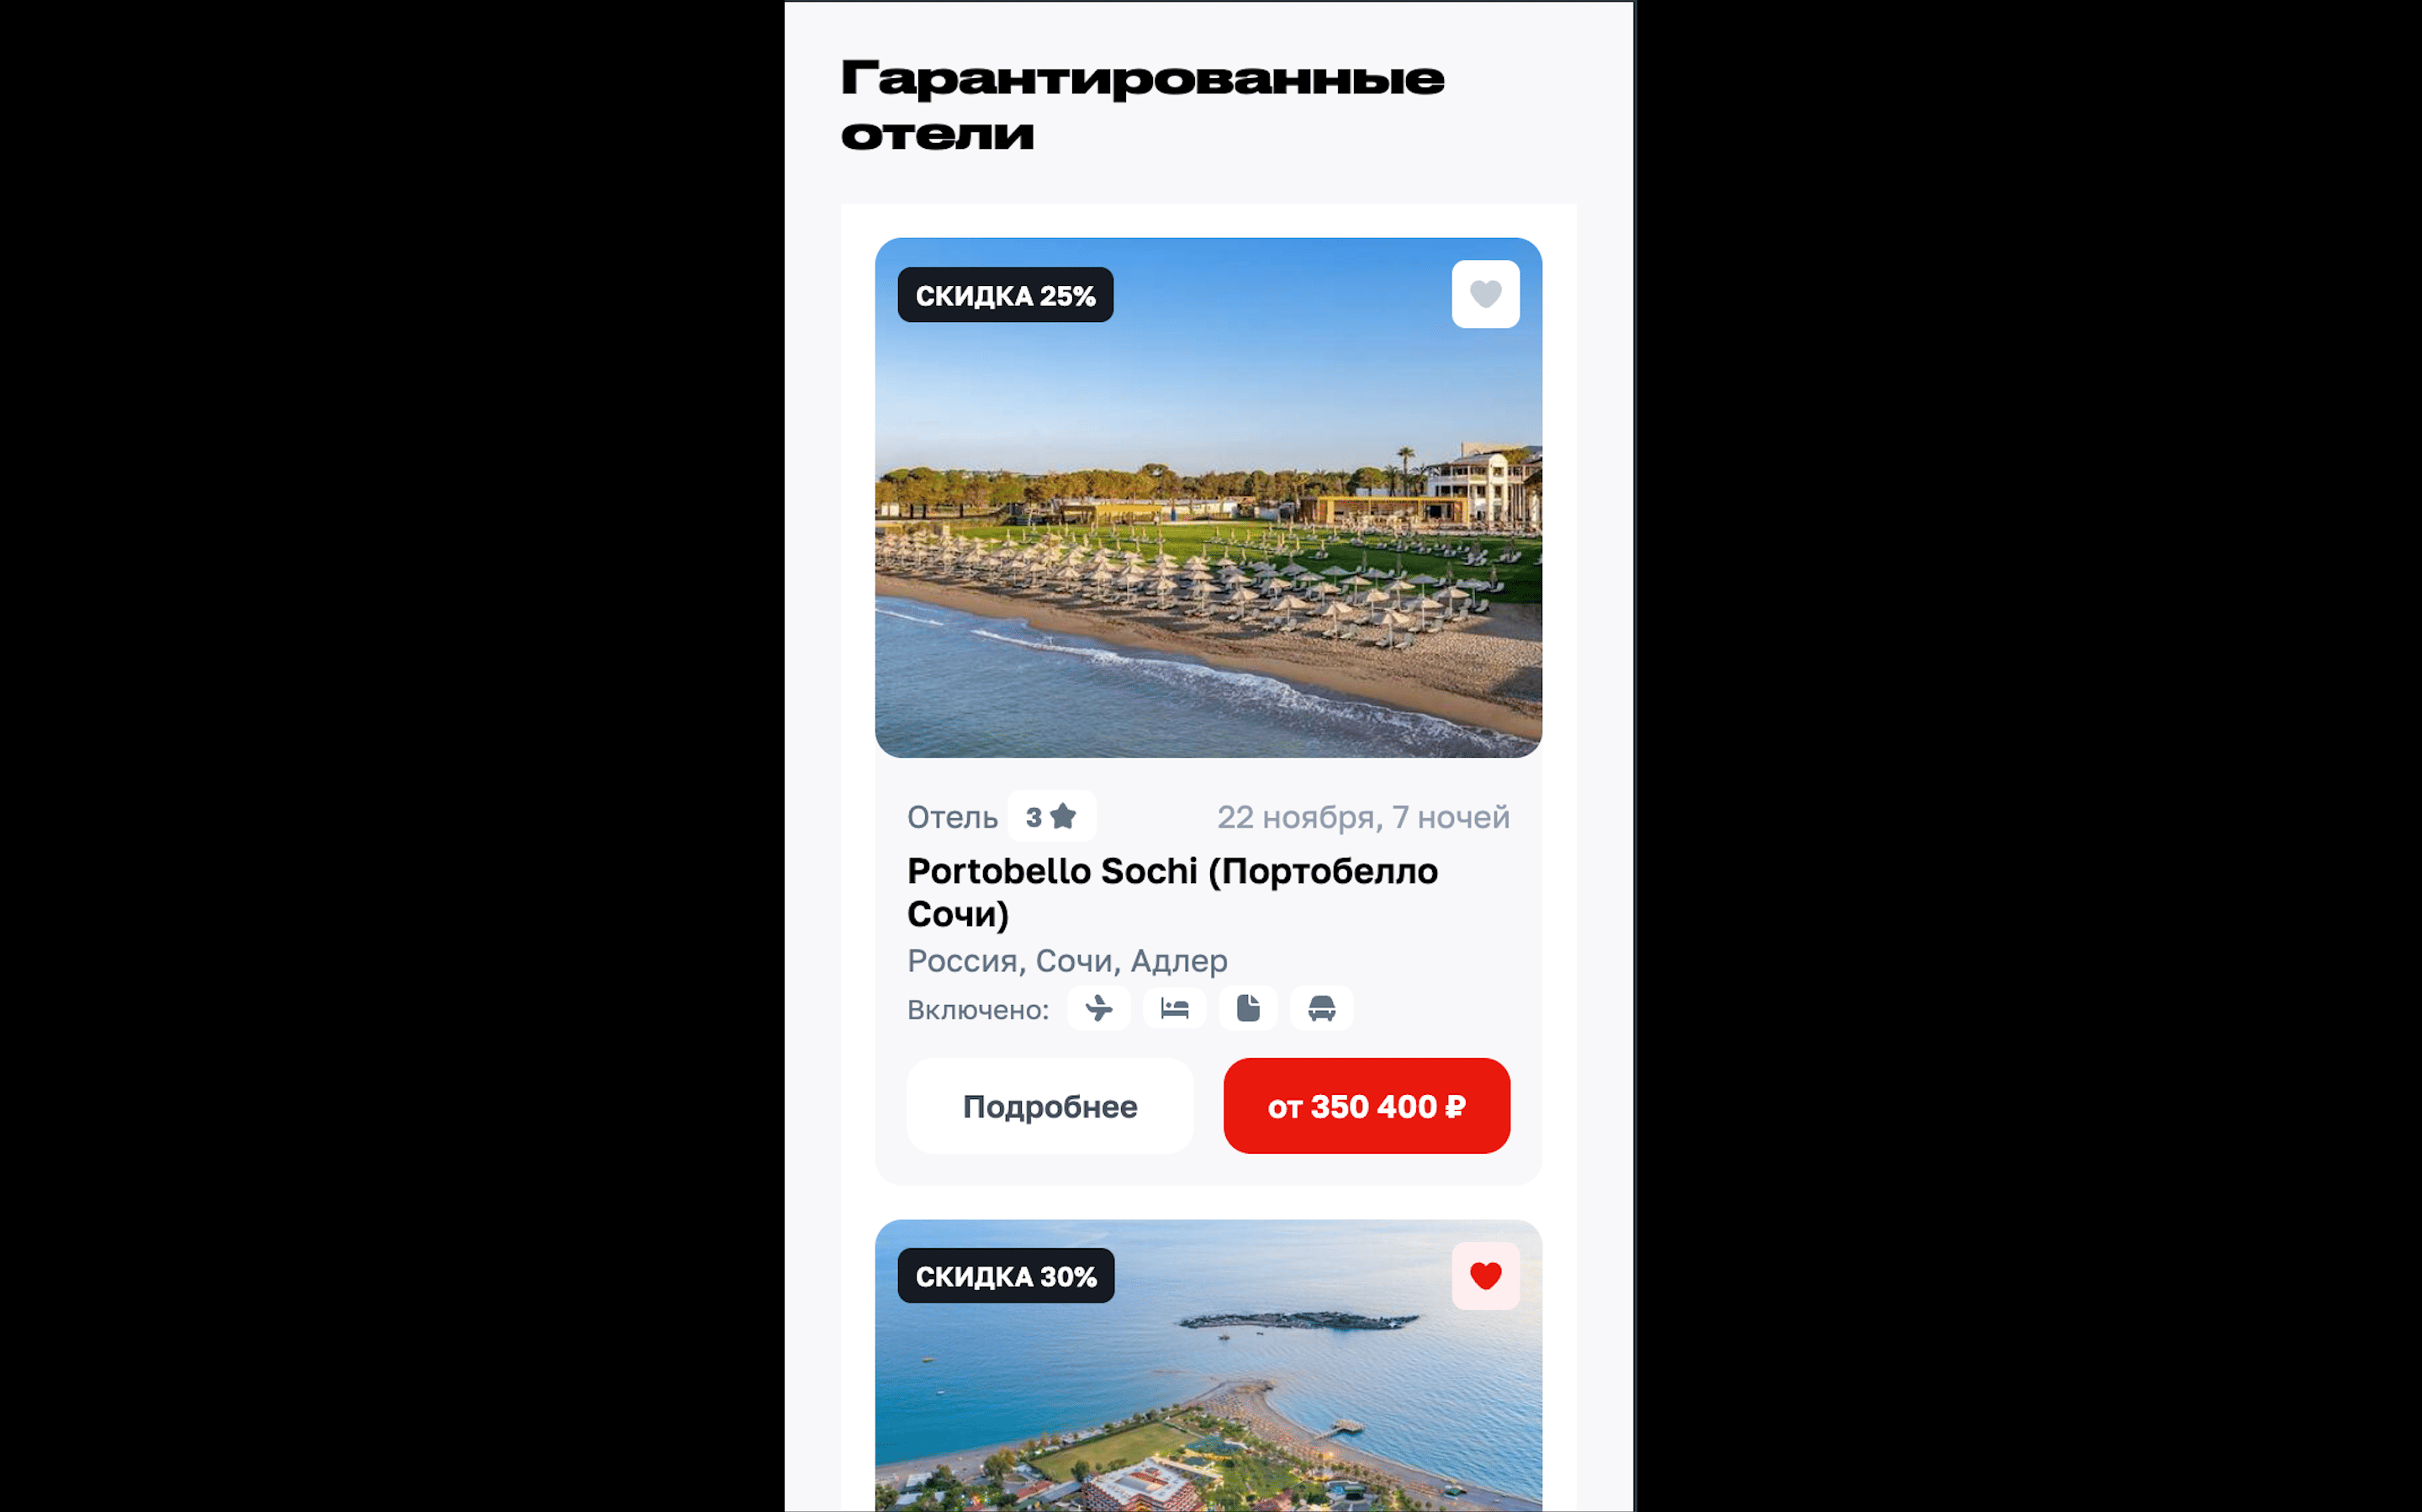 Гарантированные
отели
СКИДКА 25%
Отель 3 22 ноября, 7 ночей
Portobello Sochi (Портобелло
Сочи)
Россия, Сочи, Адлер
Включено:
Подробнее от 350 400 ₽
СКИДКА 30%